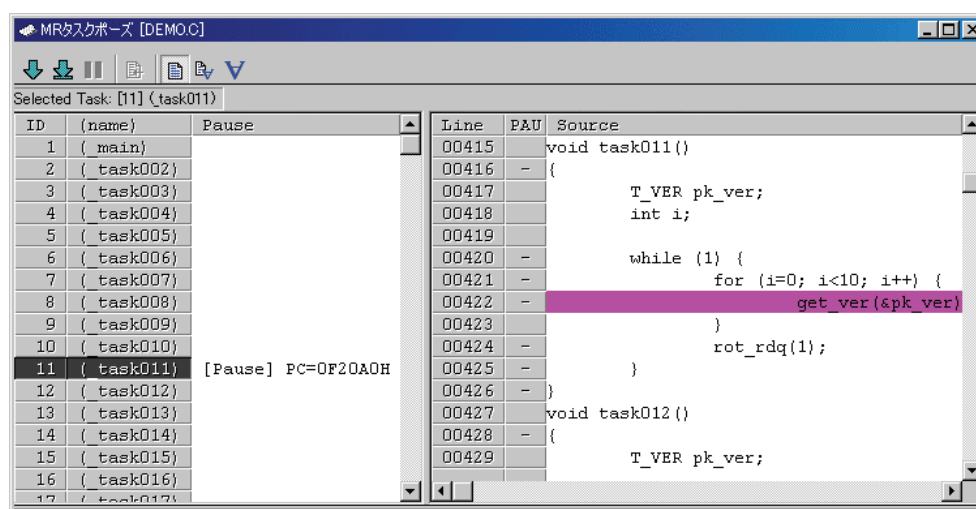 MRタスクポーズ [DEMO.C]
Selected Task: [11] (_task011)
ID (name) Pause
1 (_main)
2 (_task002)
3 (_task003)
4 (_task004)
5 (_task005)
6 (_task006)
7 (_task007)
8 (_task008)
9 (_task009)
10 (_task010)
11 (_task011) [Pause] PC=0F20A0H
12 (_task012)
13 (_task013)
14 (_task014)
15 (_task015)
16 (_task016)
17 (_task017)
Line PAU Source
00415 void task011()
00416 - {
00417 T_VER pk_ver;
00418 int i;
00419
00420 - while (1) {
00421 - for (i=0; i<10; i++) {
00422 - get_ver(&pk_ver)
00423 }
00424 - rot_rdq(1);
00425 - }
00426 - }
00427 void task012()
00428 - {
00429 T_VER pk_ver;